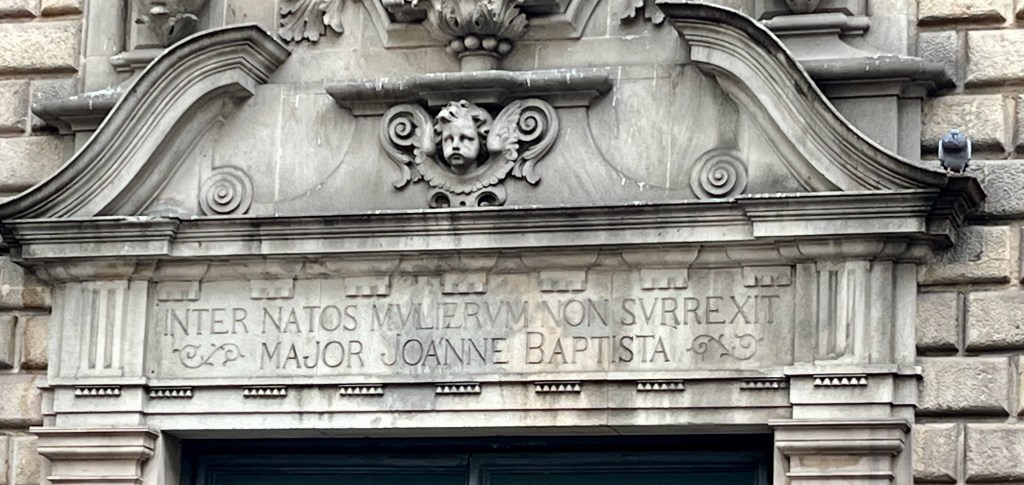 INTER NATOS MVLIERVM NON SVRREXIT
MAJOR JOANNE BAPTISTA